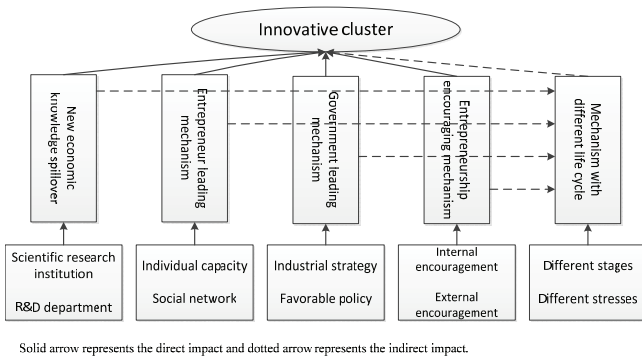 Innovative cluster
New economic
knowledge spillover
Entrepreneur leading
mechanism
Government leading
mechanism
Entrepreneurship
encouraging mechanism
Mechanism with
different life cycle
Scientific research
institution
R&D department
Individual capacity
Social network
Industrial strategy
Favorable policy
Internal
encouragement
External
encouragement
Different stages
Different stresses
Solid arrow represents the direct impact and dotted arrow represents the indirect impact.